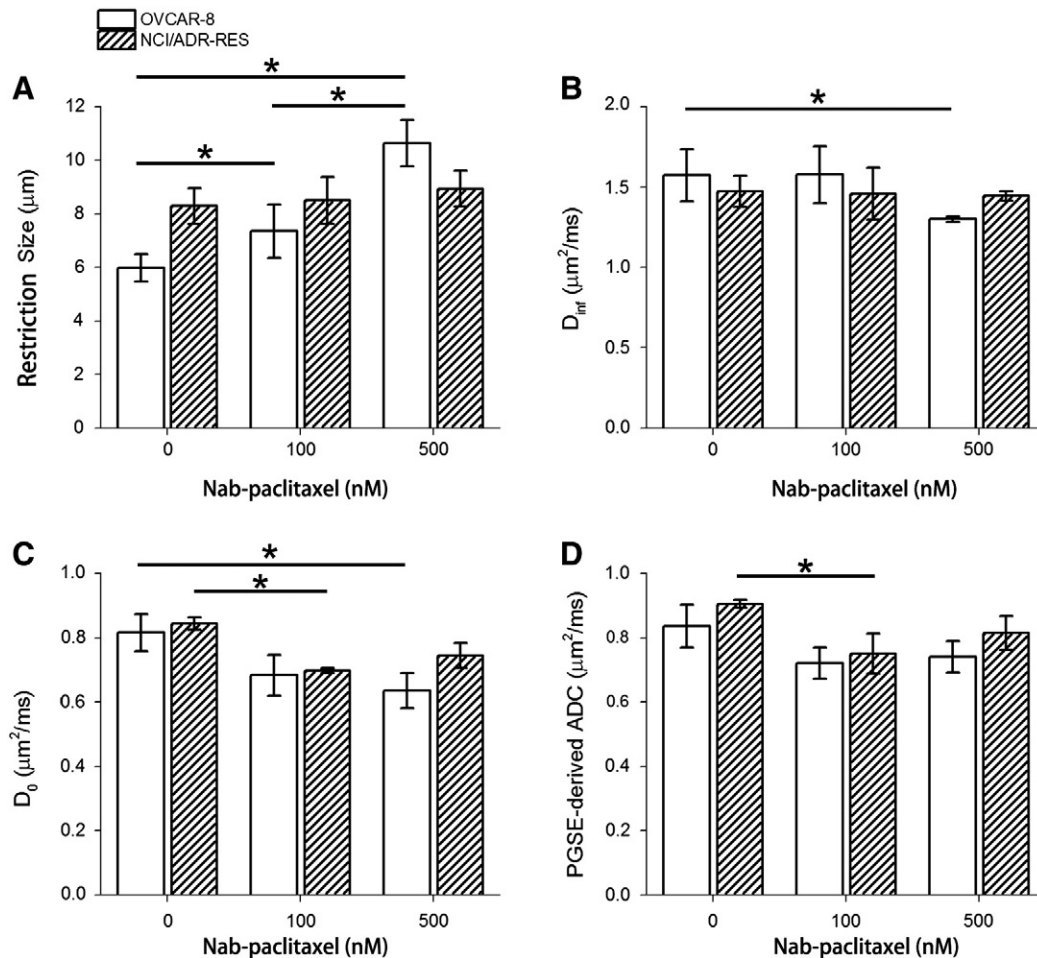 OVCAR-8
NCI/ADR-RES
A
*
*
*
Restriction Size (μm)
12
10
8
6
4
2
0
0 100 500
Nab-paclitaxel (nM)
B
*
D_inf (μm²/ms)
2.0
1.5
1.0
0.5
0.0
0 100 500
Nab-paclitaxel (nM)
C
*
*
D_0 (μm²/ms)
1.0
0.8
0.6
0.4
0.2
0.0
0 100 500
Nab-paclitaxel (nM)
D
*
PGSE-derived ADC (μm²/ms)
1.0
0.8
0.6
0.4
0.2
0.0
0 100 500
Nab-paclitaxel (nM)